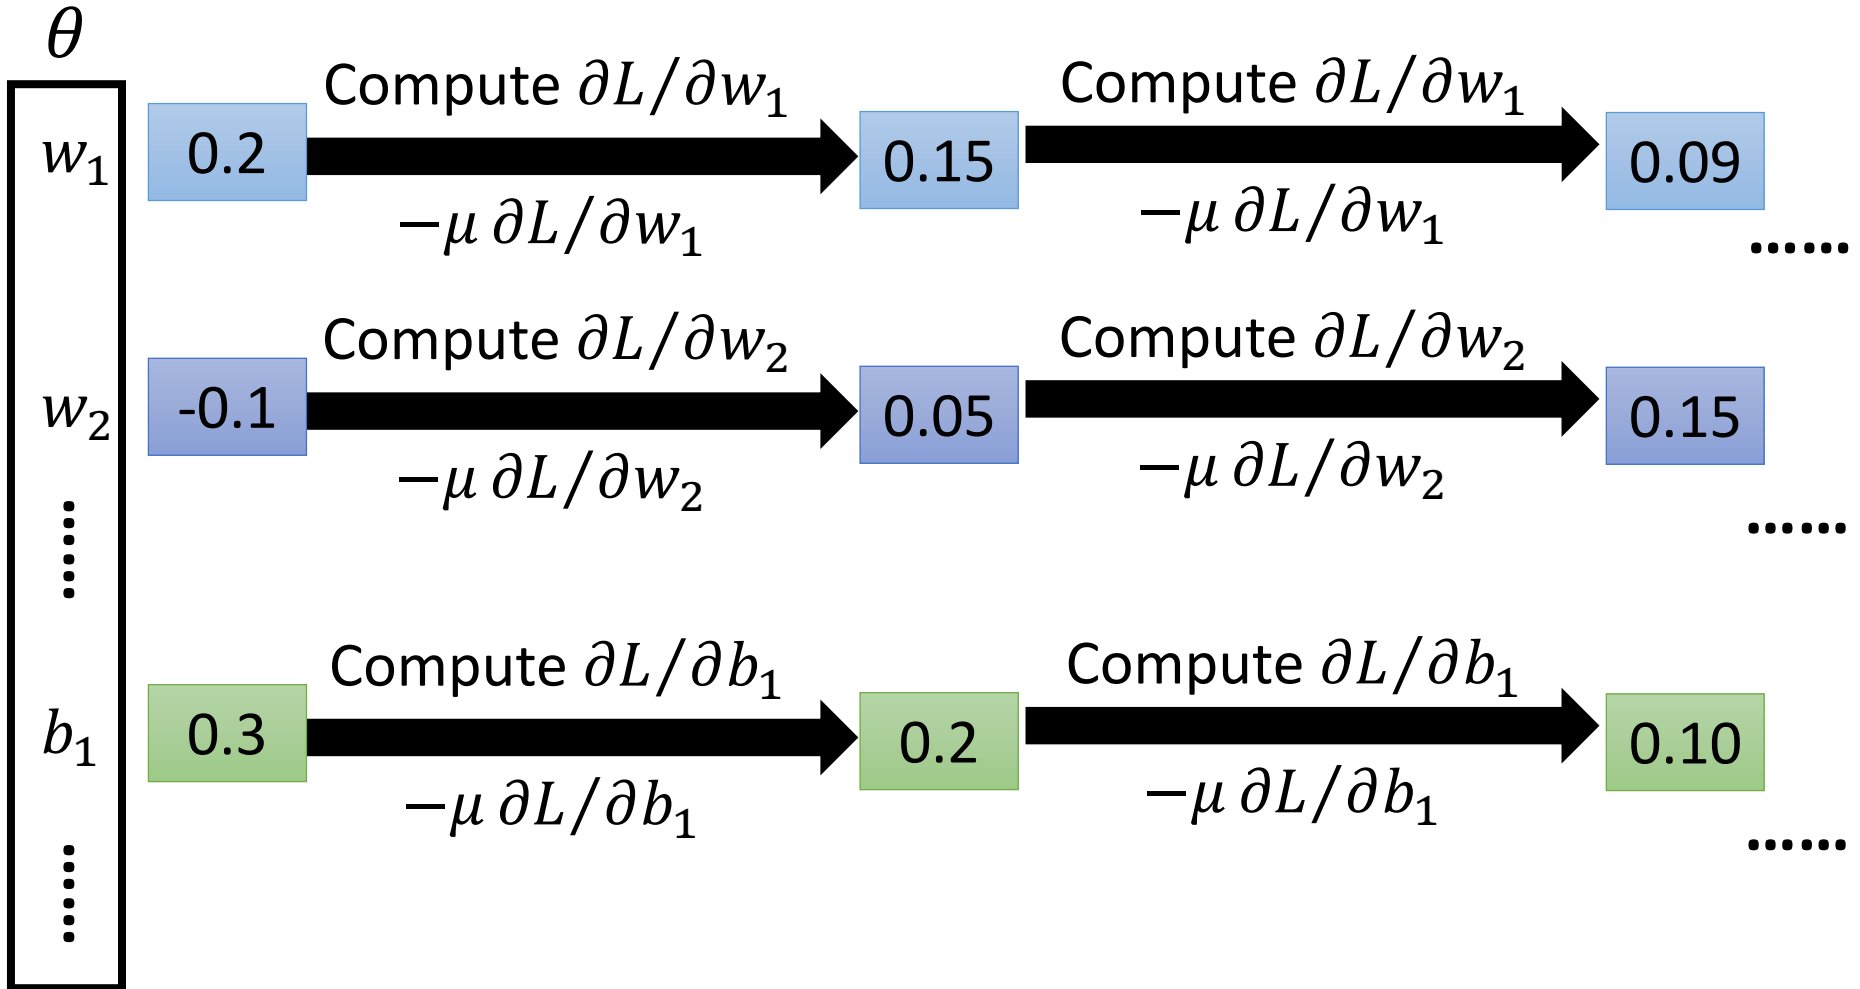 θ
Compute ∂L/∂w₁ Compute ∂L/∂w₁
w₁ 0.2 0.15 0.09
−μ ∂L/∂w₁ −μ ∂L/∂w₁
……
Compute ∂L/∂w₂ Compute ∂L/∂w₂
w₂ -0.1 0.05 0.15
−μ ∂L/∂w₂ −μ ∂L/∂w₂
…… ……
Compute ∂L/∂b₁ Compute ∂L/∂b₁
b₁ 0.3 0.2 0.10
−μ ∂L/∂b₁ −μ ∂L/∂b₁
…… ……